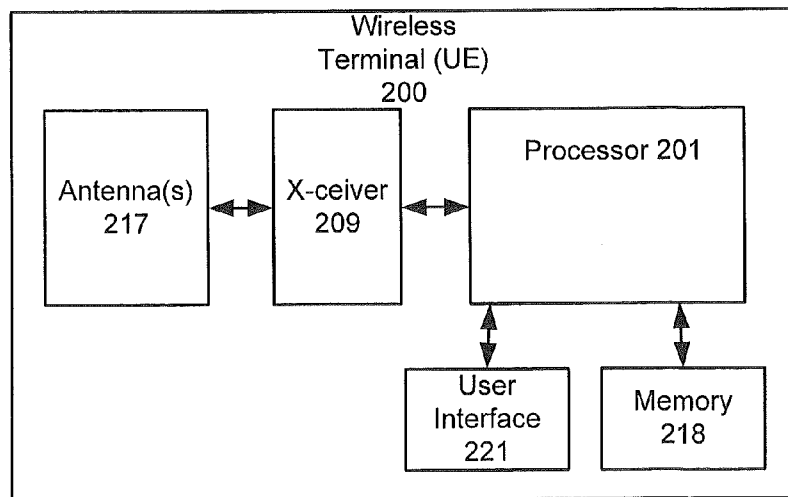 Wireless
Terminal (UE)
200
Antenna(s)
217
X-ceiver
209
Processor 201
User
Interface
221
Memory
218